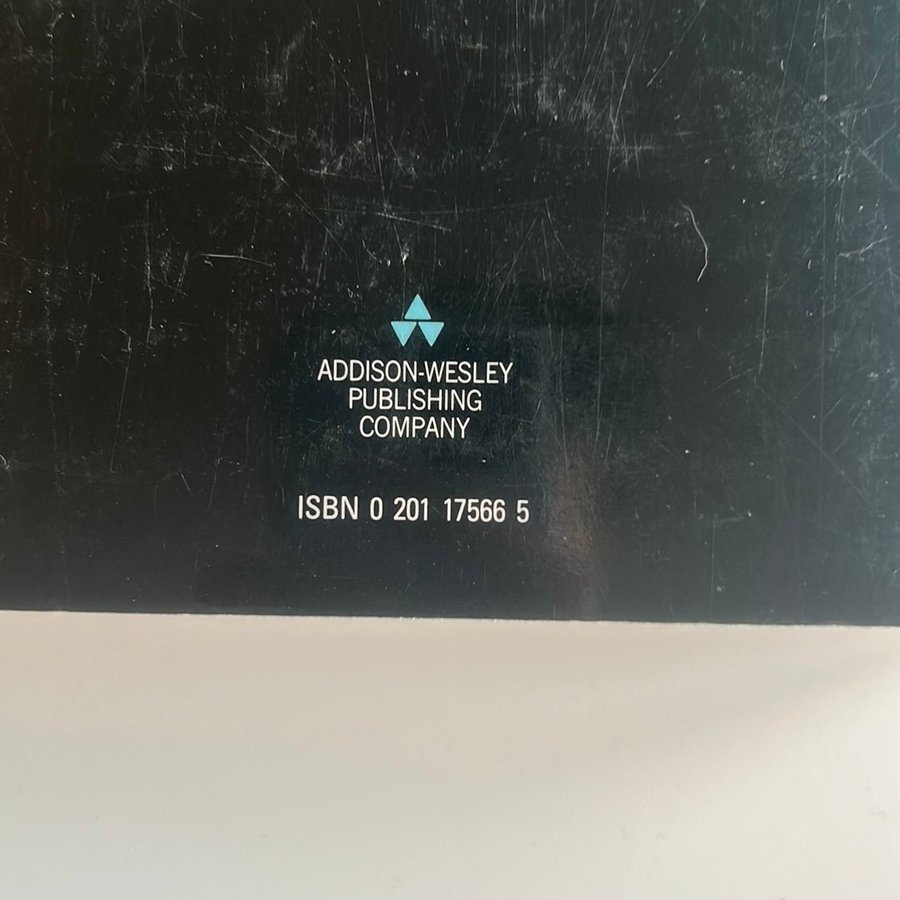 ADDISON-WESLEY
PUBLISHING
COMPANY
ISBN 0 201 17566 5